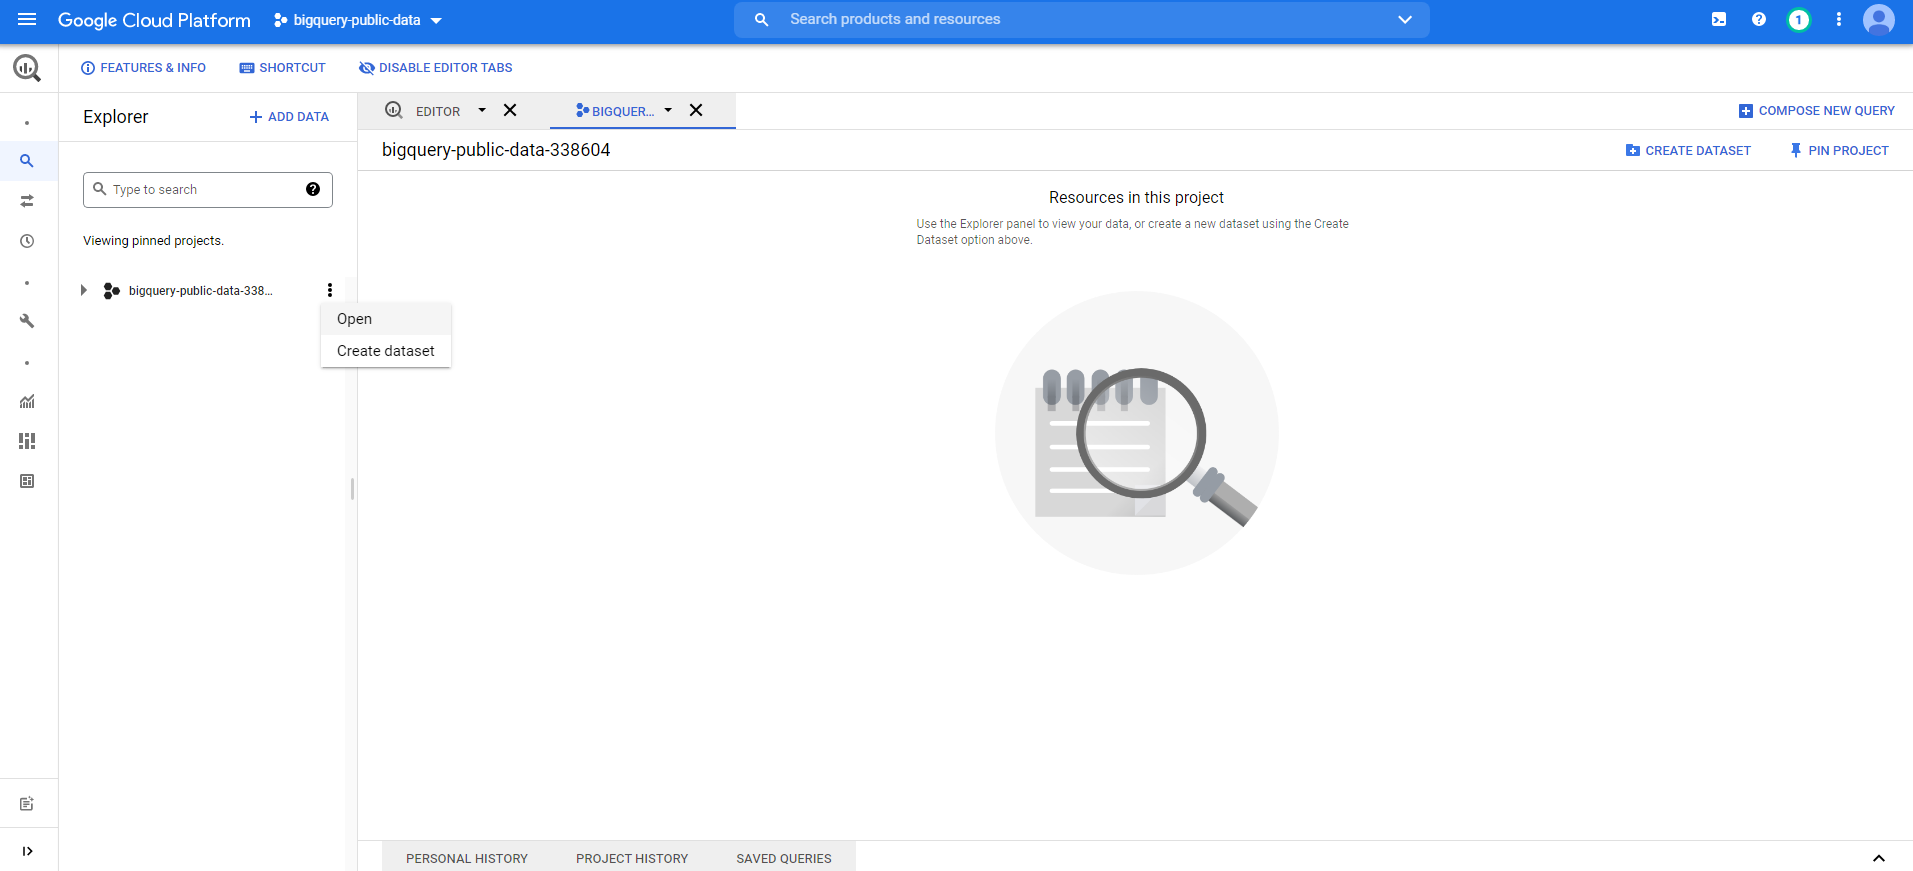 Google Cloud Platform
bigquery-public-data
Search products and resources
1
FEATURES & INFO
SHORTCUT
DISABLE EDITOR TABS
Explorer
ADD DATA
EDITOR
BIGQUER...
COMPOSE NEW QUERY
bigquery-public-data-338604
CREATE DATASET
PIN PROJECT
Type to search
Viewing pinned projects.
bigquery-public-data-338...
Open
Create dataset
Resources in this project
Use the Explorer panel to view your data, or create a new dataset using the Create
Dataset option above.
PERSONAL HISTORY
PROJECT HISTORY
SAVED QUERIES